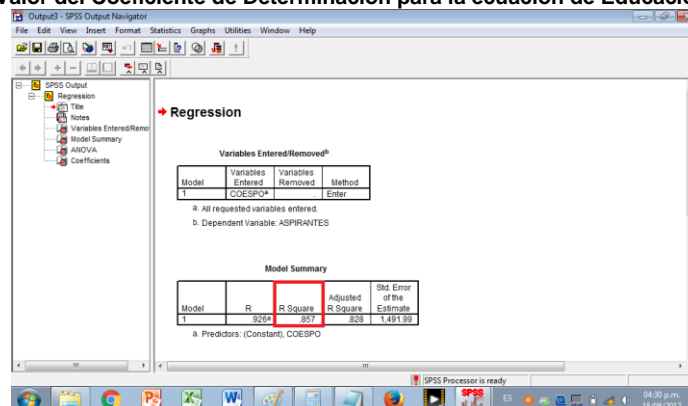 Valor del Coeficiente de Determinación para la ecuación de Educació
Output3 - SPSS Output Navigator
File Edit View Insert Format Statistics Graphs Utilities Window Help
SPSS Output
Regression
Title
Notes
Variables Entered/Remo
Model Summary
ANOVA
Coefficients
Regression
Variables Entered/Removedb
Model Variables Entered Variables Removed Method
1 COESPOa . Enter
a. All requested variables entered.
b. Dependent Variable: ASPIRANTES
Model Summary
Model R R Square Adjusted R Square Std. Error of the Estimate
1 .926a .857 .828 1,491.99
a. Predictors: (Constant), COESPO
SPSS Processor is ready
SPSS
ES
04:30 p.m.